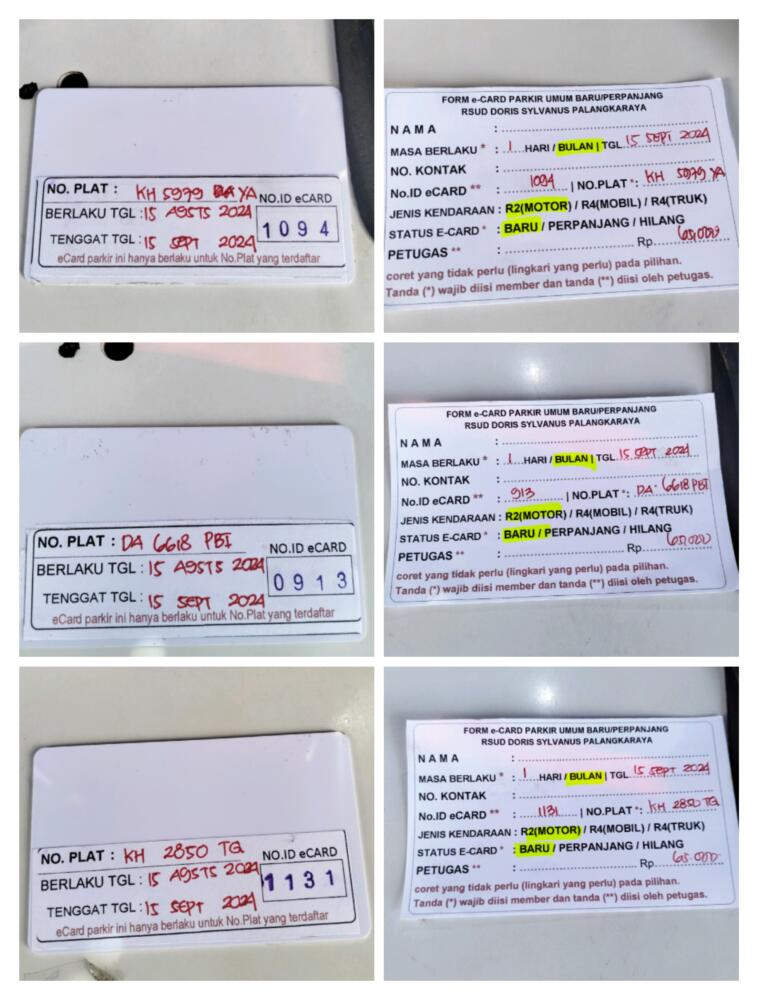 NO. PLAT : KH 5979 YA
NO.ID eCARD
BERLAKU TGL : 15 AGSTS 2024
1094
TENGGAT TGL : 15 SEPT 2024
eCard parkir ini hanya berlaku untuk No.Plat yang terdaftar
FORM e-CARD PARKIR UMUM BARU/PERPANJANG
RSUD DORIS SYLVANUS PALANGKARAYA
NAMA :
MASA BERLAKU * : 1 HARI / BULAN | TGL 15 SEPT 2024
NO. KONTAK :
No.ID eCARD ** : 1094 | NO.PLAT *: KH 5979 YA
JENIS KENDARAAN : R2(MOTOR) / R4(MOBIL) / R4(TRUK)
STATUS E-CARD * : BARU / PERPANJANG / HILANG
PETUGAS ** : Rp. 65.000
coret yang tidak perlu (lingkari yang perlu) pada pilihan.
Tanda (*) wajib diisi member dan tanda (**) diisi oleh petugas.
NO. PLAT : DA 6618 PBI
NO.ID eCARD
BERLAKU TGL : 15 AGSTS 2024
0913
TENGGAT TGL : 15 SEPT 2024
eCard parkir ini hanya berlaku untuk No.Plat yang terdaftar
FORM e-CARD PARKIR UMUM BARU/PERPANJANG
RSUD DORIS SYLVANUS PALANGKARAYA
NAMA :
MASA BERLAKU * : 1 HARI / BULAN | TGL 15 SEPT 2024
NO. KONTAK :
No.ID eCARD ** : 913 | NO.PLAT *: DA 6618 PBI
JENIS KENDARAAN : R2(MOTOR) / R4(MOBIL) / R4(TRUK)
STATUS E-CARD * : BARU / PERPANJANG / HILANG
PETUGAS ** : Rp. 65.000
coret yang tidak perlu (lingkari yang perlu) pada pilihan.
Tanda (*) wajib diisi member dan tanda (**) diisi oleh petugas.
NO. PLAT : KH 2850 TQ
NO.ID eCARD
BERLAKU TGL : 15 AGSTS 2024
1131
TENGGAT TGL : 15 SEPT 2024
eCard parkir ini hanya berlaku untuk No.Plat yang terdaftar
FORM e-CARD PARKIR UMUM BARU/PERPANJANG
RSUD DORIS SYLVANUS PALANGKARAYA
NAMA :
MASA BERLAKU * : 1 HARI / BULAN | TGL 15 SEPT 2024
NO. KONTAK :
No.ID eCARD ** : 1131 | NO.PLAT *: KH 2850 TQ
JENIS KENDARAAN : R2(MOTOR) / R4(MOBIL) / R4(TRUK)
STATUS E-CARD * : BARU / PERPANJANG / HILANG
PETUGAS ** : Rp. 65.000
coret yang tidak perlu (lingkari yang perlu) pada pilihan.
Tanda (*) wajib diisi member dan tanda (**) diisi oleh petugas.